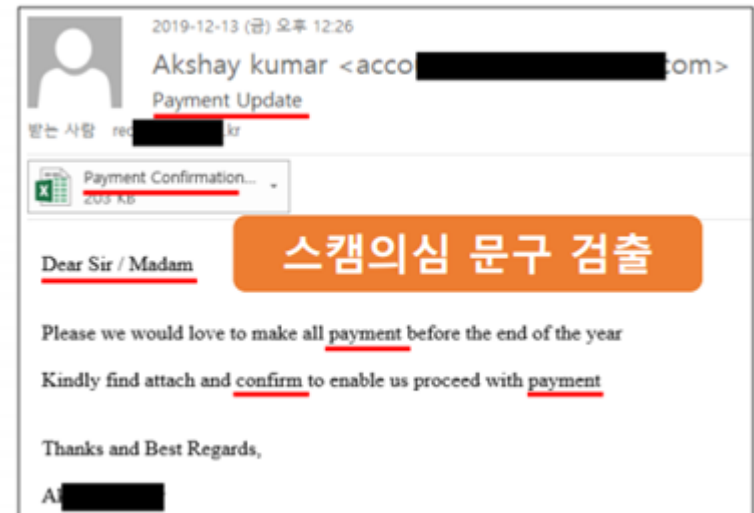 2019-12-13 (금) 오후 12:26
Akshay kumar <acco com>
Payment Update
받는 사람 rec .kr
Payment Confirmation...
203 KB
스캠의심 문구 검출
Dear Sir / Madam
Please we would love to make all payment before the end of the year
Kindly find attach and confirm to enable us proceed with payment
Thanks and Best Regards,